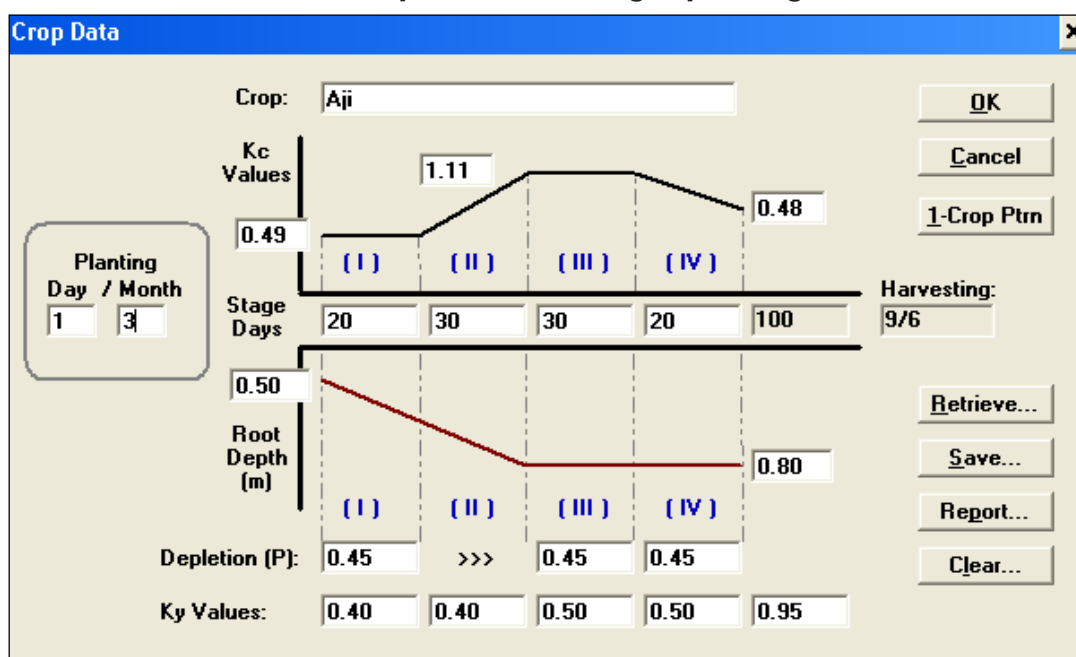 Crop Data
Crop: Aji
OK
Kc
Values
1.11
Cancel
0.49
0.48
1-Crop Ptrn
(I) (II) (III) (IV)
Planting
Day / Month
1 3
Stage
Days
20 30 30 20 100
Harvesting:
9/6
0.50
Root
Depth
(m)
0.80
(I) (II) (III) (IV)
Retrieve...
Save...
Report...
Clear...
Depletion (P): 0.45 >>> 0.45 0.45
Ky Values: 0.40 0.40 0.50 0.50 0.95